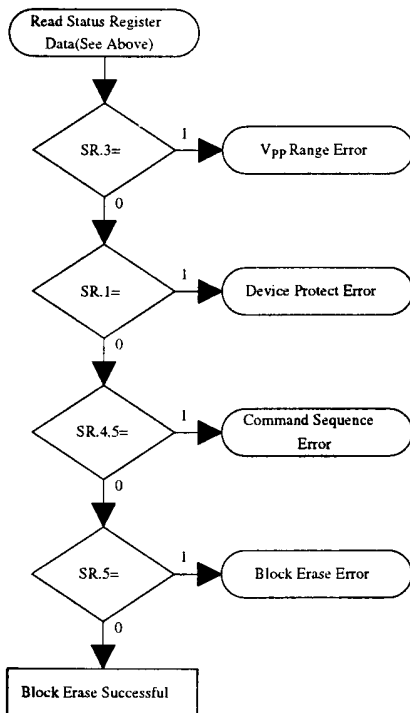 Read Status Register
Data(See Above)
SR.3=
1
VPP Range Error
0
SR.1=
1
Device Protect Error
0
SR.4.5=
1
Command Sequence
Error
0
SR.5=
1
Block Erase Error
0
Block Erase Successful